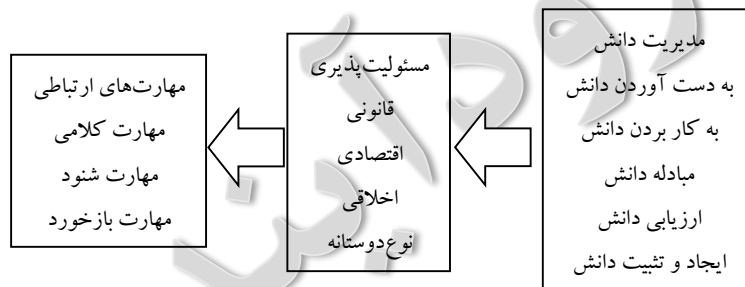 مدیریت دانش
به دست آوردن دانش
به کار بردن دانش
مبادله دانش
ارزیابی دانش
ایجاد و تثبیت دانش
مسئولیت‌پذیری
قانونی
اقتصادی
اخلاقی
نوع‌دوستانه
مهارت‌های ارتباطی
مهارت کلامی
مهارت شنود
مهارت بازخورد